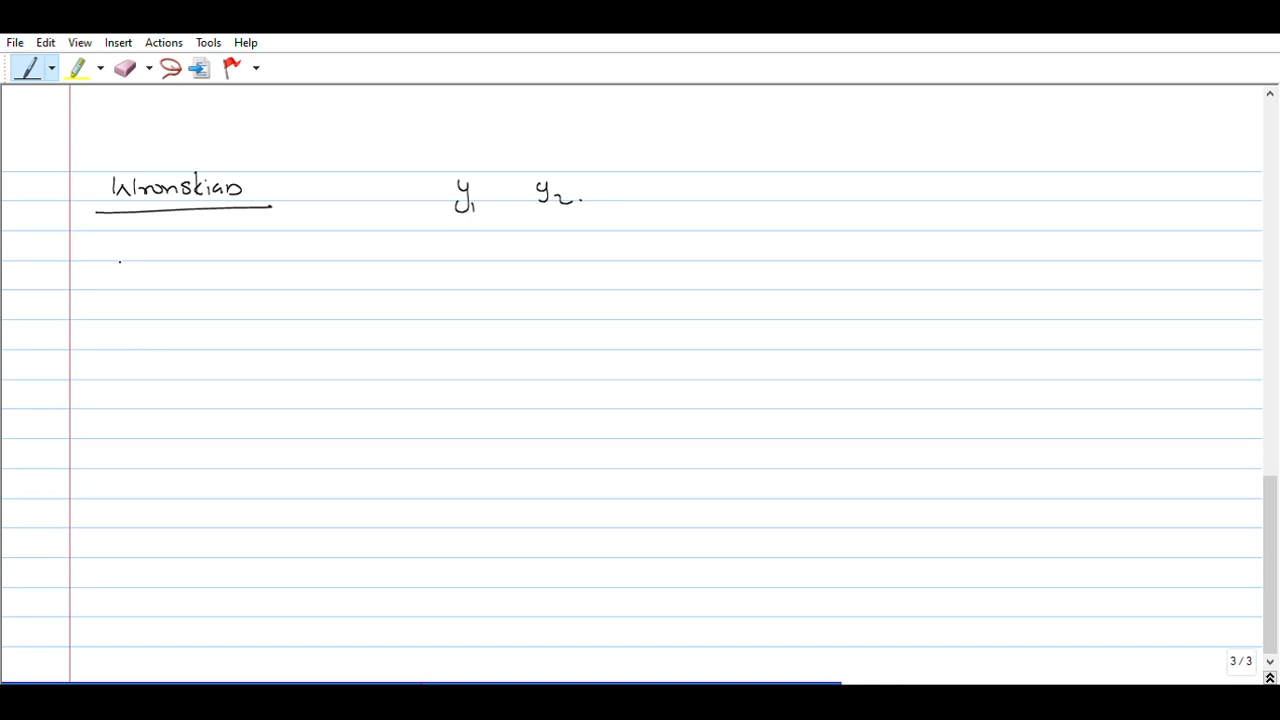 File Edit View Insert Actions Tools Help
Wronskian y₁ y₂.
3 / 3